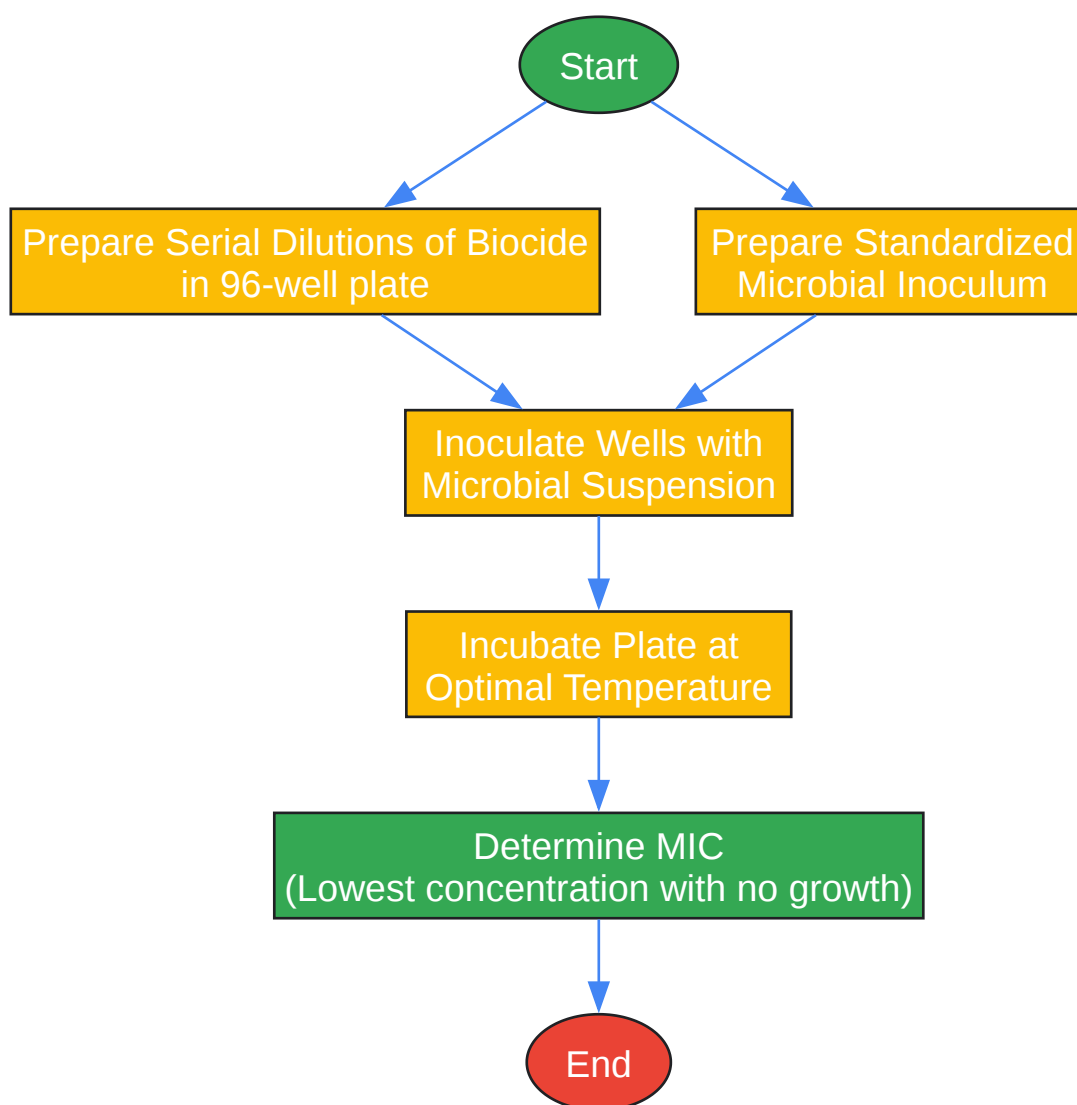 Start
Prepare Serial Dilutions of Biocide
in 96-well plate
Prepare Standardized
Microbial Inoculum
Inoculate Wells with
Microbial Suspension
Incubate Plate at
Optimal Temperature
Determine MIC
(Lowest concentration with no growth)
End